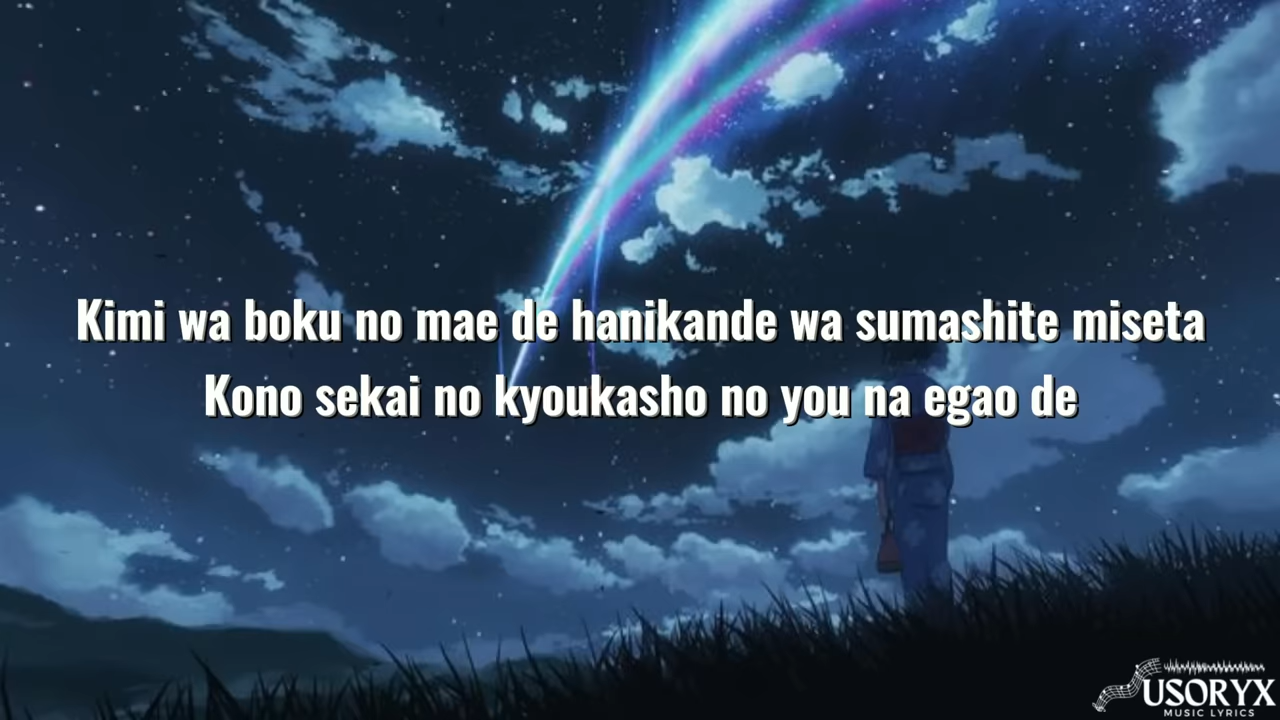 Kimi wa boku no mae de hanikande wa sumashite miseta
Kono sekai no kyoukasho no you na egao de
USORYX
MUSIC LYRICS